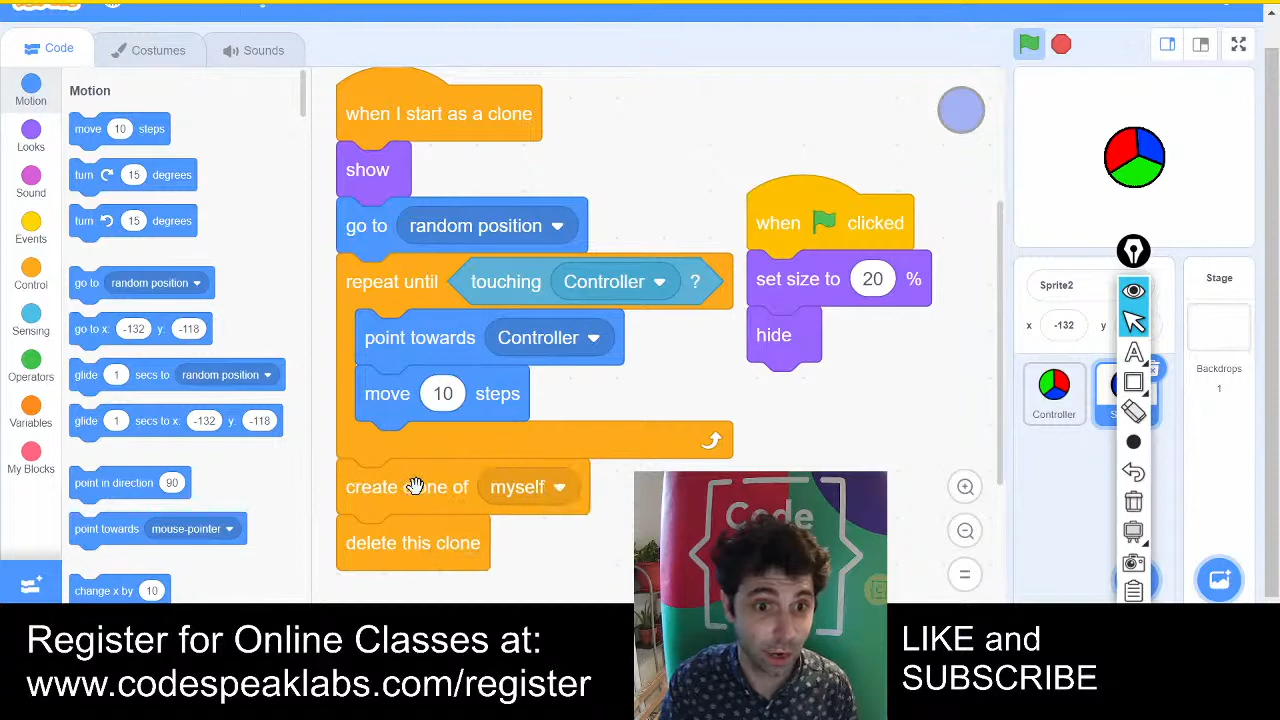 Code
Costumes
Sounds
Motion
Looks
Sound
Events
Control
Sensing
Operators
Variables
My Blocks
Motion
move 10 steps
turn 15 degrees
turn 15 degrees
go to random position
go to x: -132 y: -118
glide 1 secs to random position
glide 1 secs to x: -132 y: -118
point in direction 90
point towards mouse-pointer
change x by 10
when I start as a clone
show
go to random position
repeat until touching Controller ?
point towards Controller
move 10 steps
create clone of myself
delete this clone
when clicked
set size to 20 %
hide
Sprite2
x -132 y
Controller
S
Stage
Backdrops
1
A
Code
Register for Online Classes at:
www.codespeaklabs.com/register
LIKE and
SUBSCRIBE